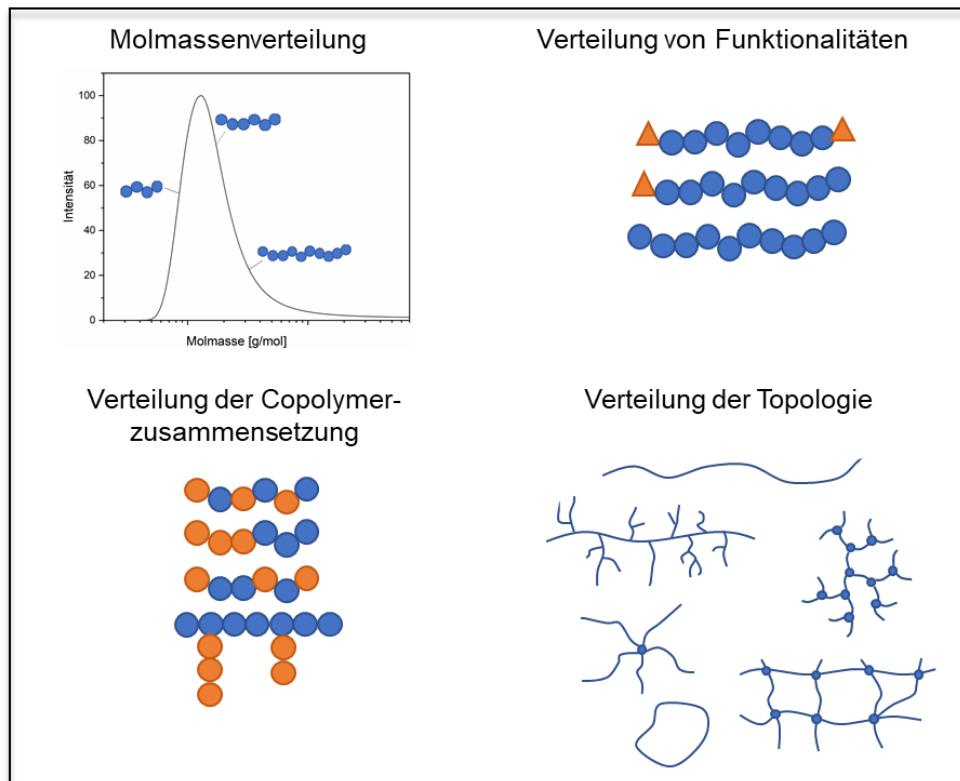 Molmassenverteilung
Verteilung von Funktionalitäten
100
80
60
40
20
0
Intensität
Molmasse [g/mol]
Verteilung der Copolymer-
zusammensetzung
Verteilung der Topologie